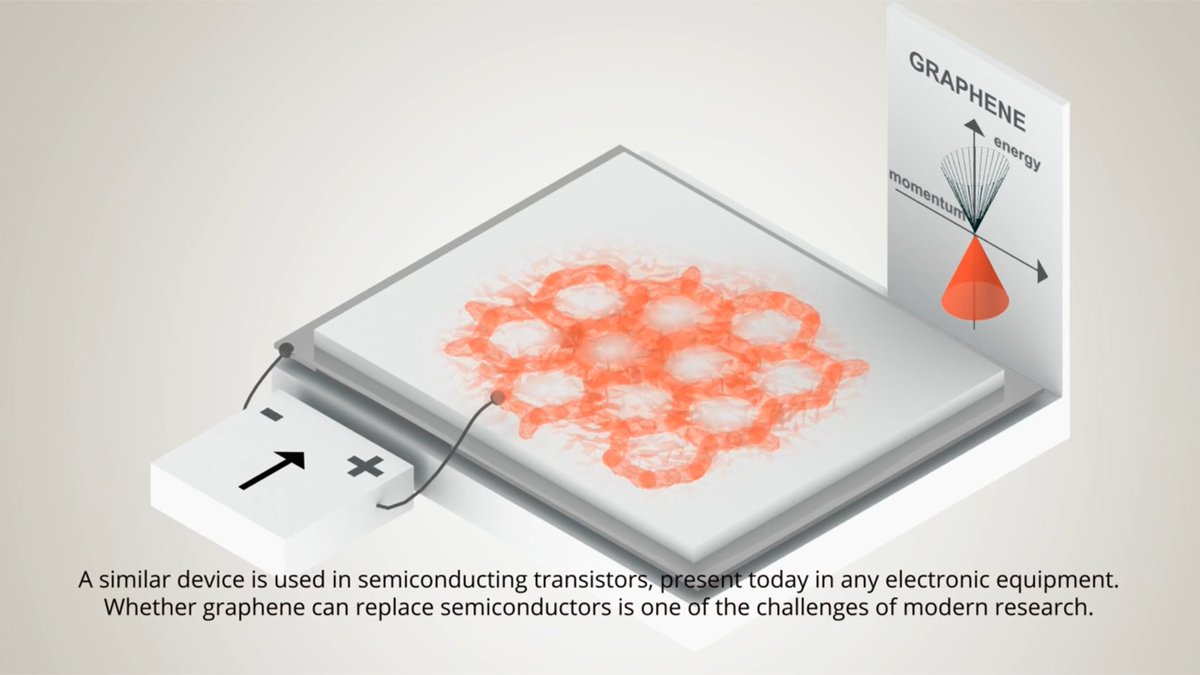 GRAPHENE
energy
momentum
-
+
A similar device is used in semiconducting transistors, present today in any electronic equipment.
Whether graphene can replace semiconductors is one of the challenges of modern research.